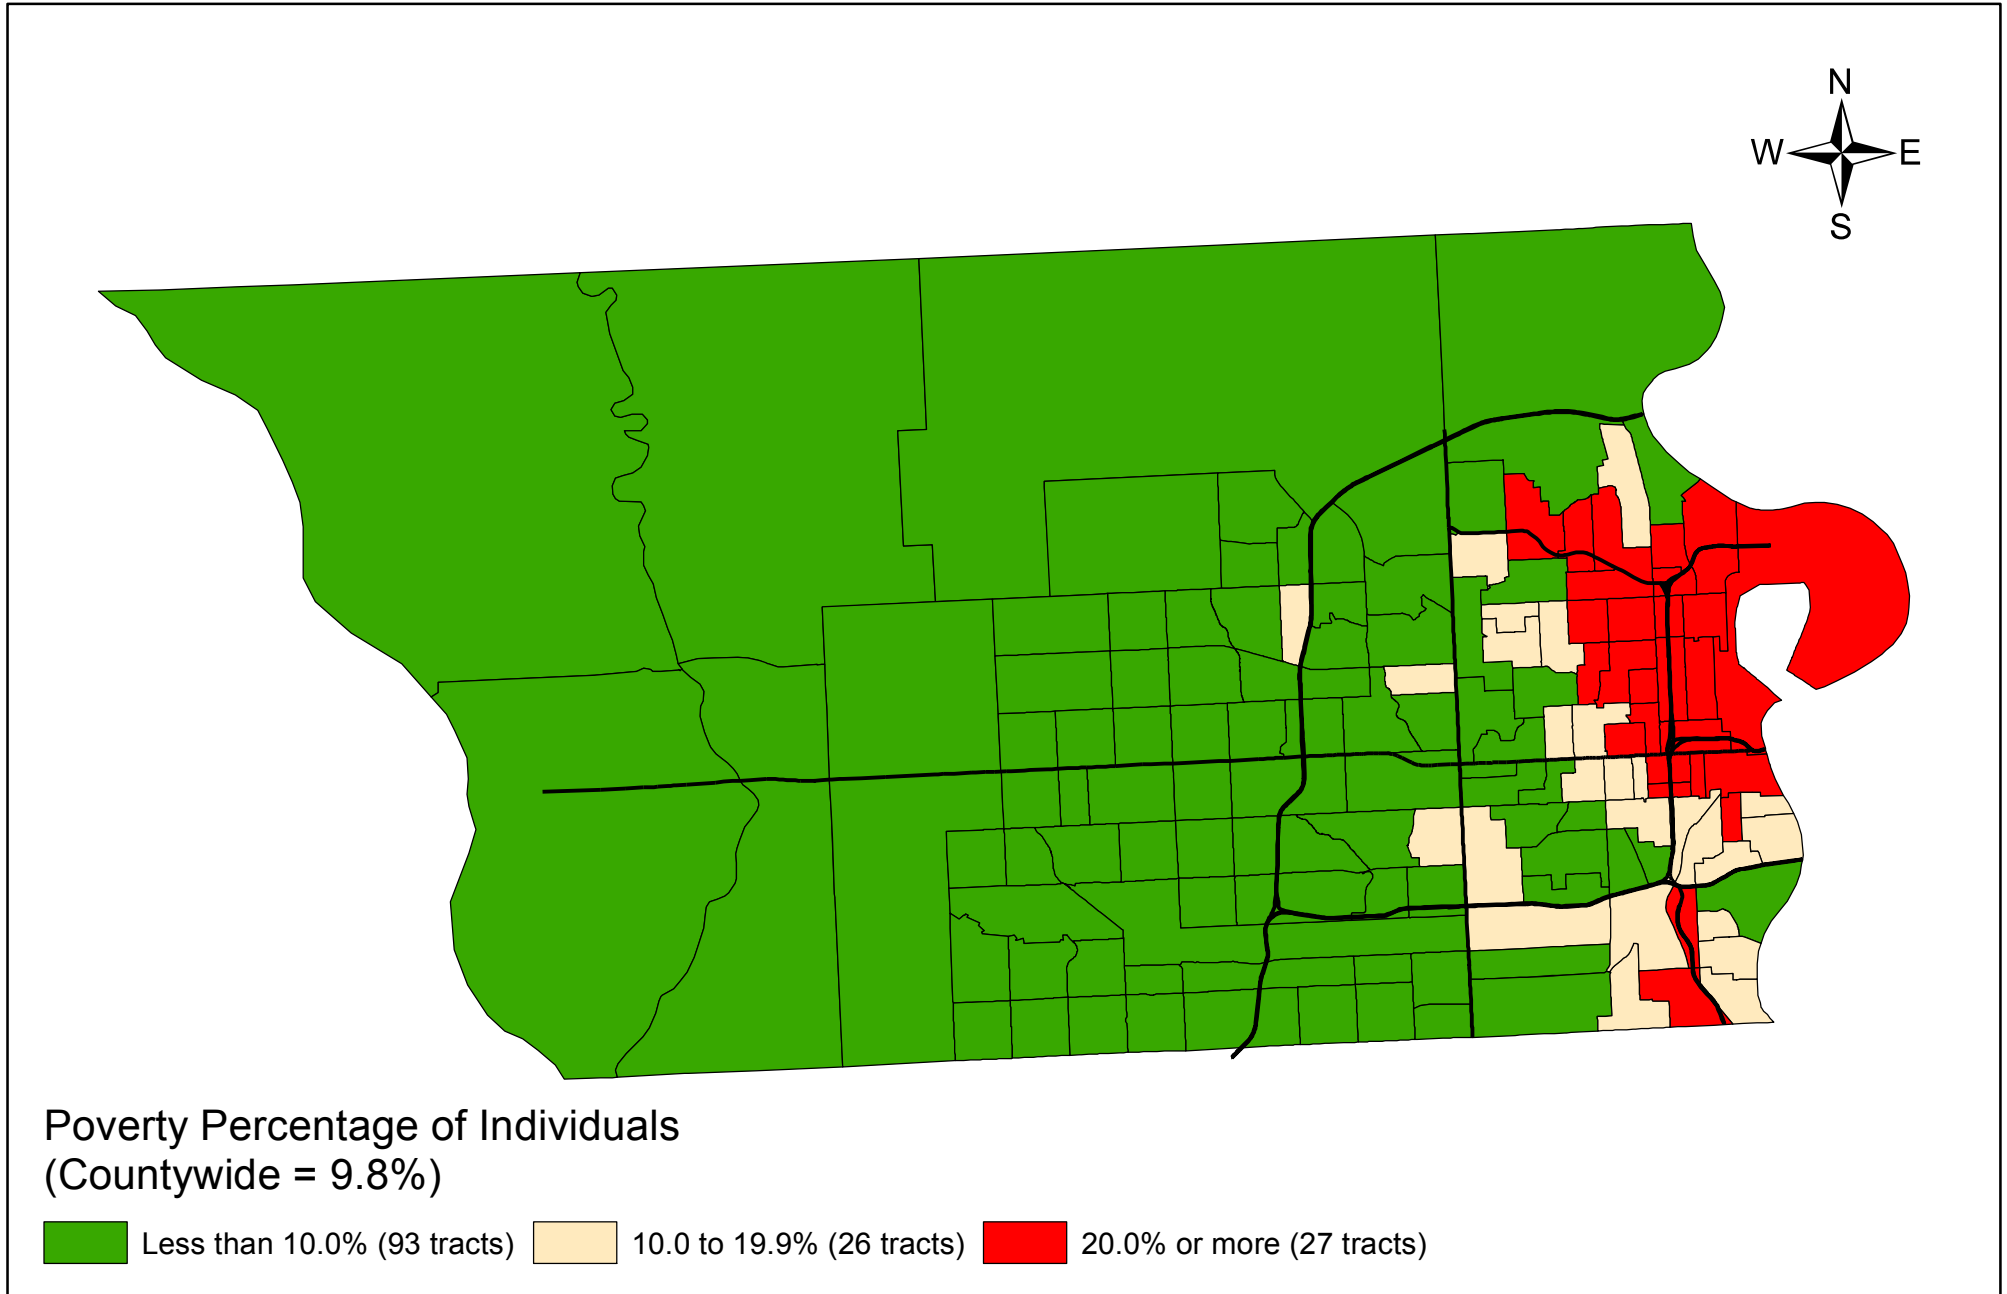 N
W E
S
Poverty Percentage of Individuals
(Countywide = 9.8%)
Less than 10.0% (93 tracts) 10.0 to 19.9% (26 tracts) 20.0% or more (27 tracts)